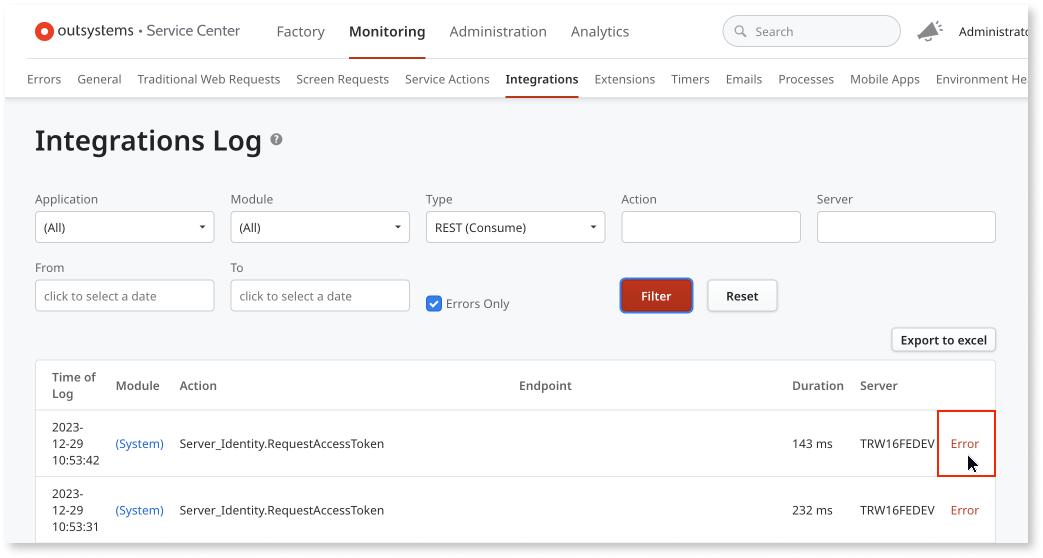 outsystems • Service Center Factory Monitoring Administration Analytics Search
Errors General Traditional Web Requests Screen Requests Service Actions Integrations Extensions Timers Emails Processes Mobile Apps Environment
Integrations Log ?
Application Module Type Action Server
(All) (All) REST (Consume)
From To
click to select a date click to select a date Errors Only Filter Reset
Export to excel
Time of
Log Module Action Endpoint Duration Server
2023-
12-29
10:53:42 (System) Server_Identity.RequestAccessToken 143 ms TRW16FEDEV Error
2023-
12-29
10:53:31 (System) Server_Identity.RequestAccessToken 232 ms TRW16FEDEV Error